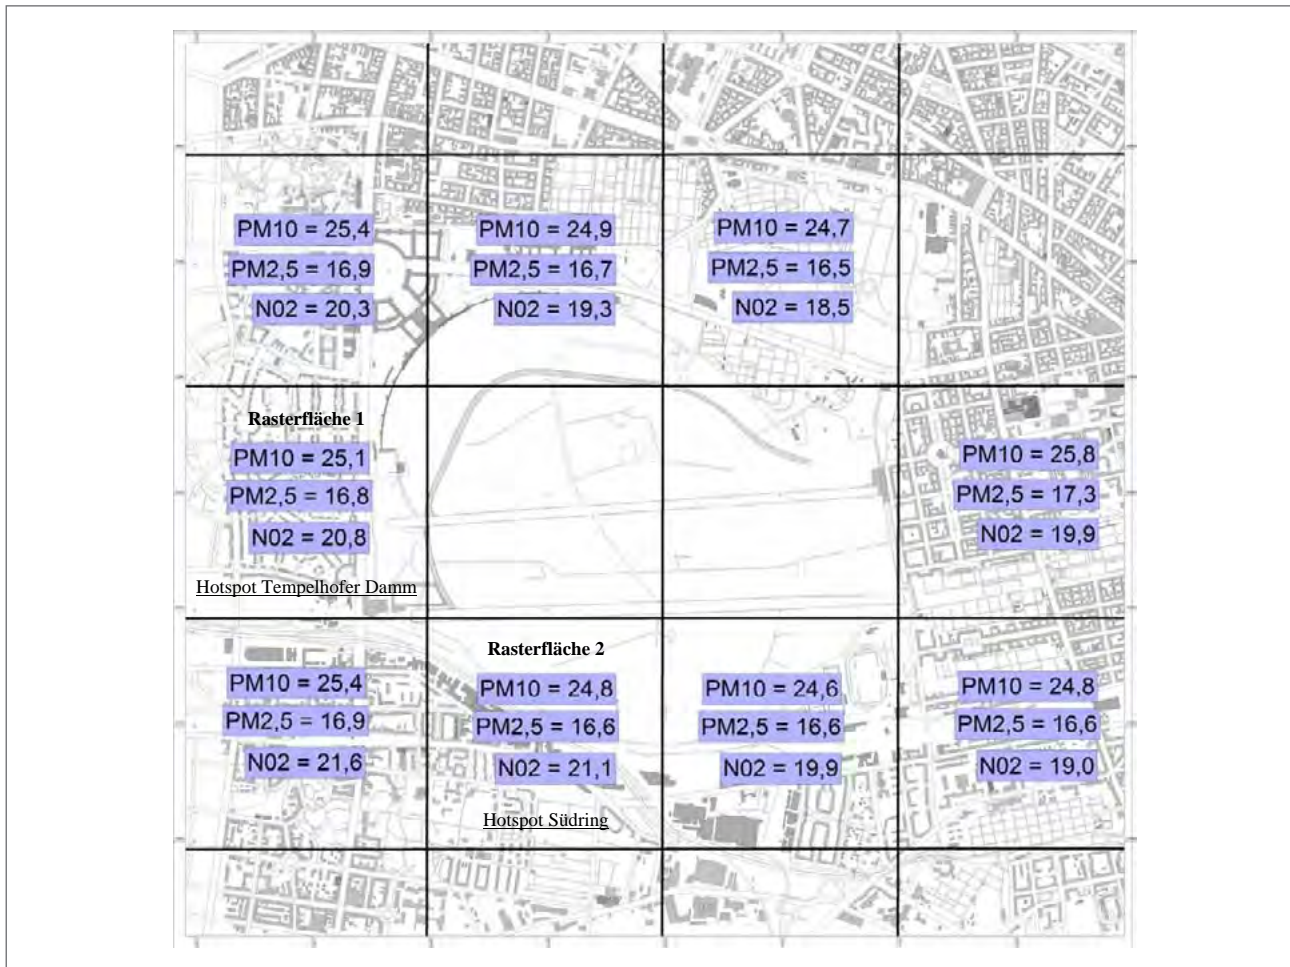 PM10 = 25,4
PM2,5 = 16,9
N02 = 20,3
PM10 = 24,9
PM2,5 = 16,7
N02 = 19,3
PM10 = 24,7
PM2,5 = 16,5
N02 = 18,5
Rasterfläche 1
PM10 = 25,1
PM2,5 = 16,8
N02 = 20,8
Hotspot Tempelhofer Damm
PM10 = 25,8
PM2,5 = 17,3
N02 = 19,9
PM10 = 25,4
PM2,5 = 16,9
N02 = 21,6
Rasterfläche 2
PM10 = 24,8
PM2,5 = 16,6
N02 = 21,1
Hotspot Südring
PM10 = 24,6
PM2,5 = 16,6
N02 = 19,9
PM10 = 24,8
PM2,5 = 16,6
N02 = 19,0